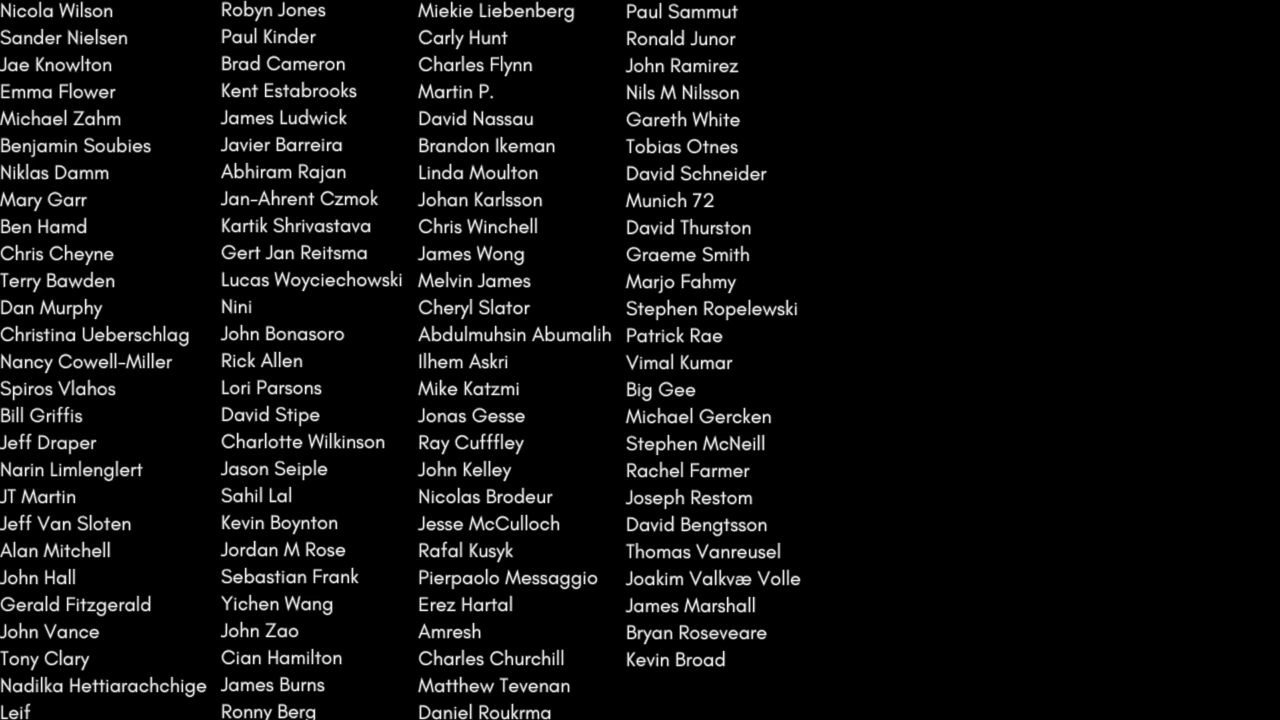 Nicola Wilson
Sander Nielsen
Jae Knowlton
Emma Flower
Michael Zahm
Benjamin Soubies
Niklas Damm
Mary Garr
Ben Hamd
Chris Cheyne
Terry Bawden
Dan Murphy
Christina Ueberschlag
Nancy Cowell-Miller
Spiros Vlahos
Bill Griffis
Jeff Draper
Narin Limlenglert
JT Martin
Jeff Van Sloten
Alan Mitchell
John Hall
Gerald Fitzgerald
John Vance
Tony Clary
Nadilka Hettiarachchige
Leif
Robyn Jones
Paul Kinder
Brad Cameron
Kent Estabrooks
James Ludwick
Javier Barreira
Abhiram Rajan
Jan-Ahrent Czmok
Kartik Shrivastava
Gert Jan Reitsma
Lucas Woyciechowski
Nini
John Bonasoro
Rick Allen
Lori Parsons
David Stipe
Charlotte Wilkinson
Jason Seiple
Sahil Lal
Kevin Boynton
Jordan M Rose
Sebastian Frank
Yichen Wang
John Zao
Cian Hamilton
James Burns
Ronny Berg
Miekie Liebenberg
Carly Hunt
Charles Flynn
Martin P.
David Nassau
Brandon Ikeman
Linda Moulton
Johan Karlsson
Chris Winchell
James Wong
Melvin James
Cheryl Slator
Abdulmuhsin Abumalih
Ilhem Askri
Mike Katzmi
Jonas Gesse
Ray Cufffley
John Kelley
Nicolas Brodeur
Jesse McCulloch
Rafal Kusyk
Pierpaolo Messaggio
Erez Hartal
Amresh
Charles Churchill
Matthew Tevenan
Daniel Roukrma
Paul Sammut
Ronald Junor
John Ramirez
Nils M Nilsson
Gareth White
Tobias Otnes
David Schneider
Munich 72
David Thurston
Graeme Smith
Marjo Fahmy
Stephen Ropelewski
Patrick Rae
Vimal Kumar
Big Gee
Michael Gercken
Stephen McNeill
Rachel Farmer
Joseph Restom
David Bengtsson
Thomas Vanreusel
Joakim Valkvæ Volle
James Marshall
Bryan Roseveare
Kevin Broad